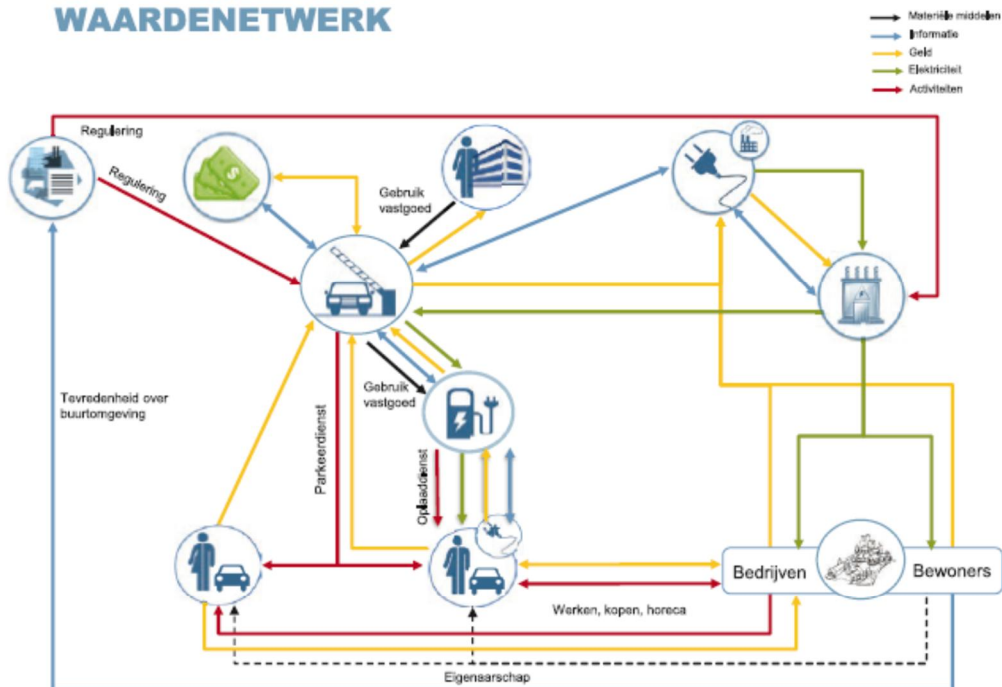 WAARDENETWERK
Materiële middelen
Informatie
Geld
Elektriciteit
Activiteiten
Regulering
Regulering
Gebruik
vastgoed
$
Tevredenheid over
buurtomgeving
Parkeerdienst
Gebruik
vastgoed
Oplaaddienst
Bedrijven
Bewoners
Werken, kopen, horeca
Eigenaarschap